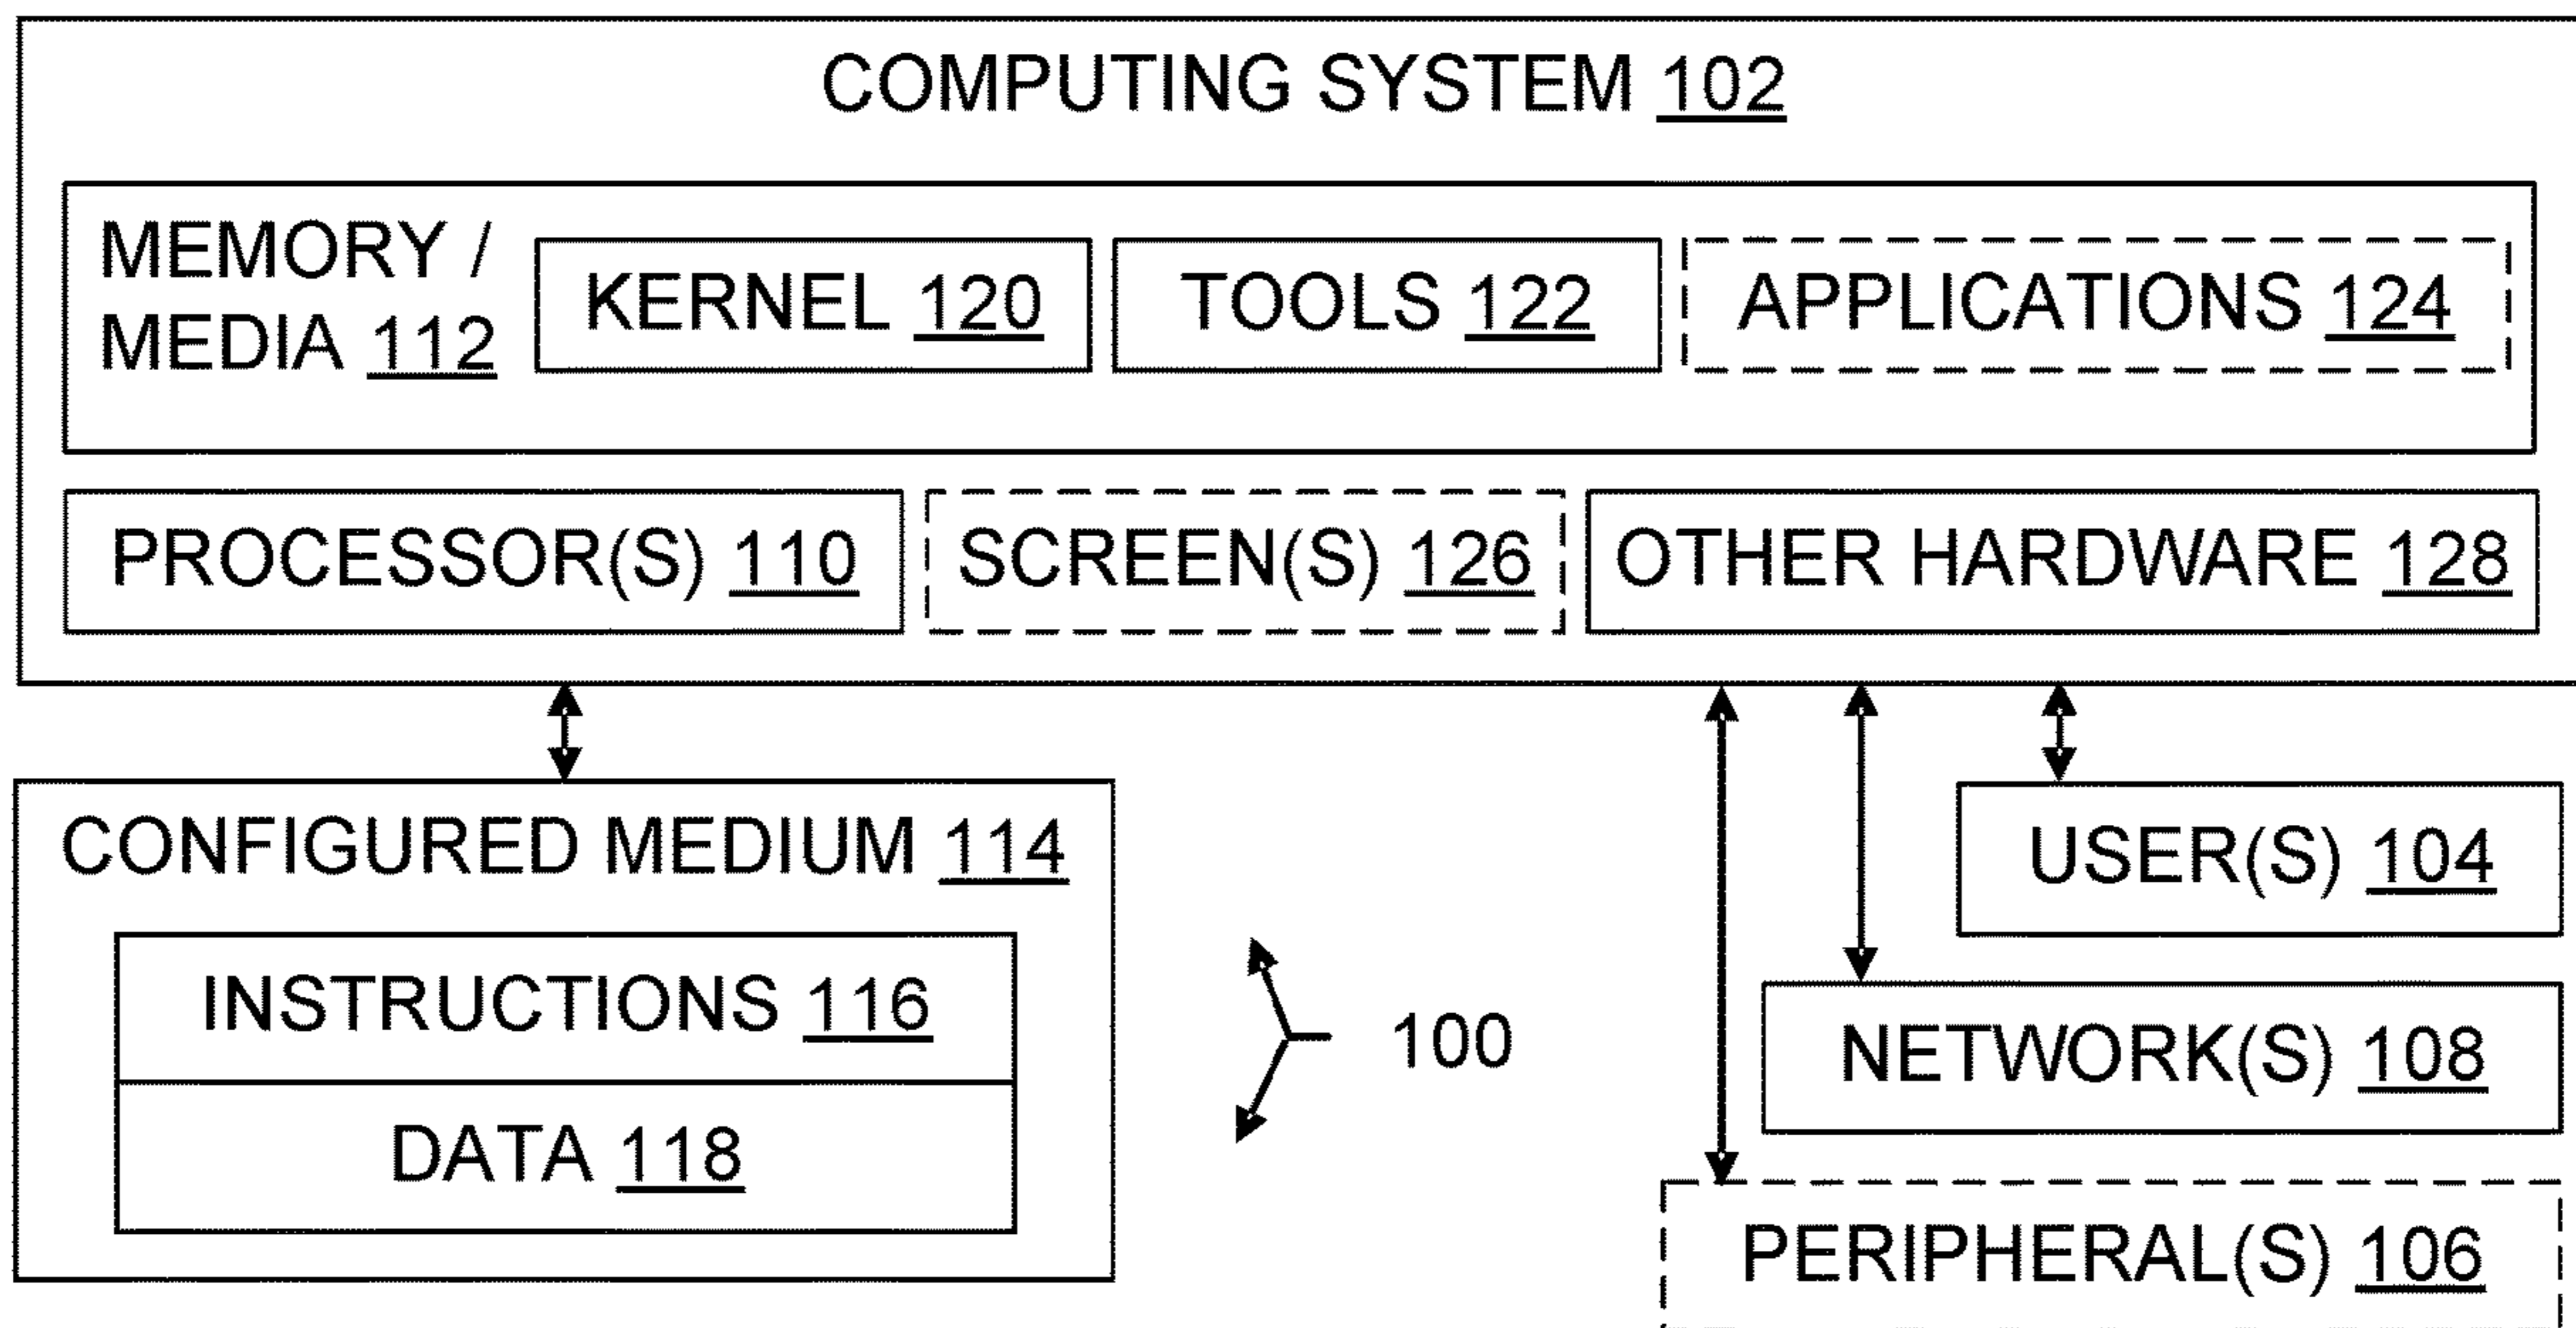 COMPUTING SYSTEM 102
MEMORY /
MEDIA 112
KERNEL 120
TOOLS 122
APPLICATIONS 124
PROCESSOR(S) 110
SCREEN(S) 126
OTHER HARDWARE 128
CONFIGURED MEDIUM 114
INSTRUCTIONS 116
DATA 118
100
USER(S) 104
NETWORK(S) 108
PERIPHERAL(S) 106